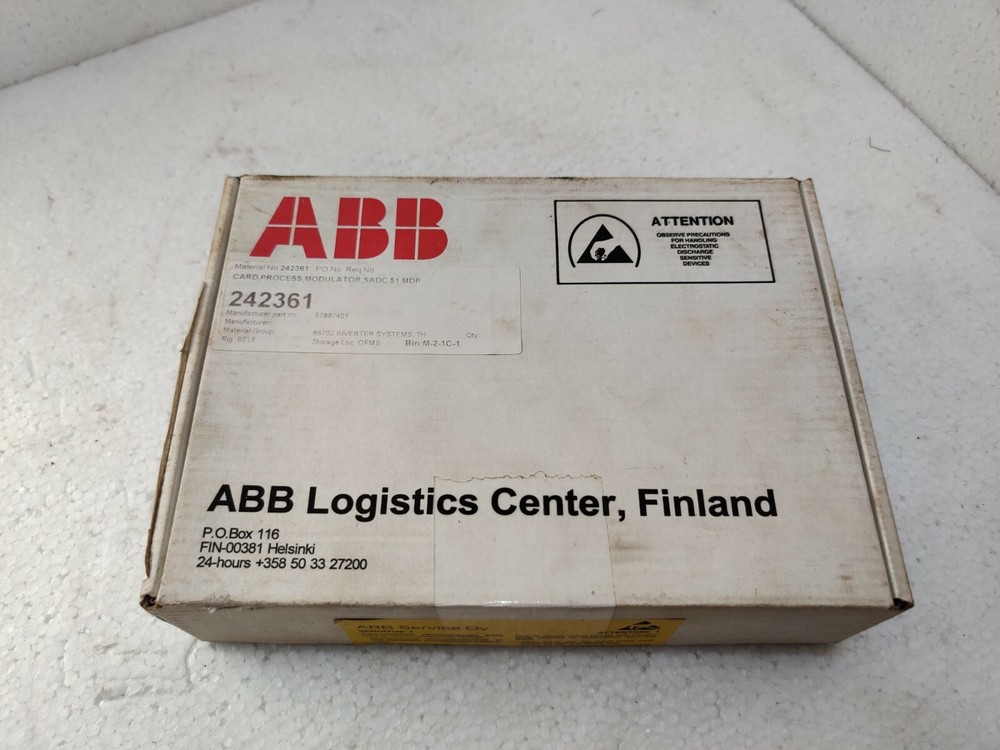 ABB
Material No 242361 PO.No. Req.No
CARD,PROCESS,MODULATOR,SADC 51 MDP
242361
Manufacturer part no. 57887401
Manufacturer:
Material Group: 66702 INVERTER SYSTEMS, TH Qty:
Rig: BELF Storage Loc: OFMS Bin:M-2-1C-1
ATTENTION
OBSERVE PRECAUTIONS
FOR HANDLING
ELECTROSTATIC
DISCHARGE
SENSITIVE
DEVICES
ABB Logistics Center, Finland
P.O.Box 116
FIN-00381 Helsinki
24-hours +358 50 33 27200
ABB Service Oy